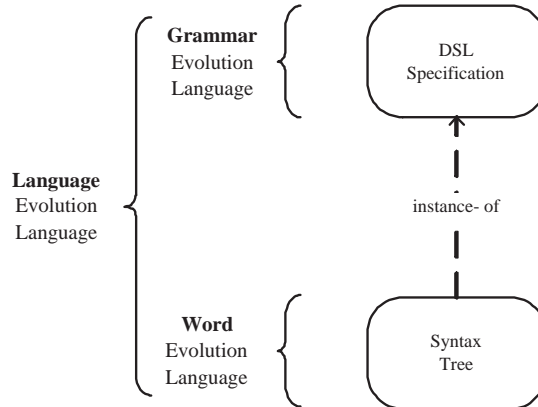 Grammar
Evolution
Language
DSL
Specification
Language
Evolution
Language
instance- of
Word
Evolution
Language
Syntax
Tree